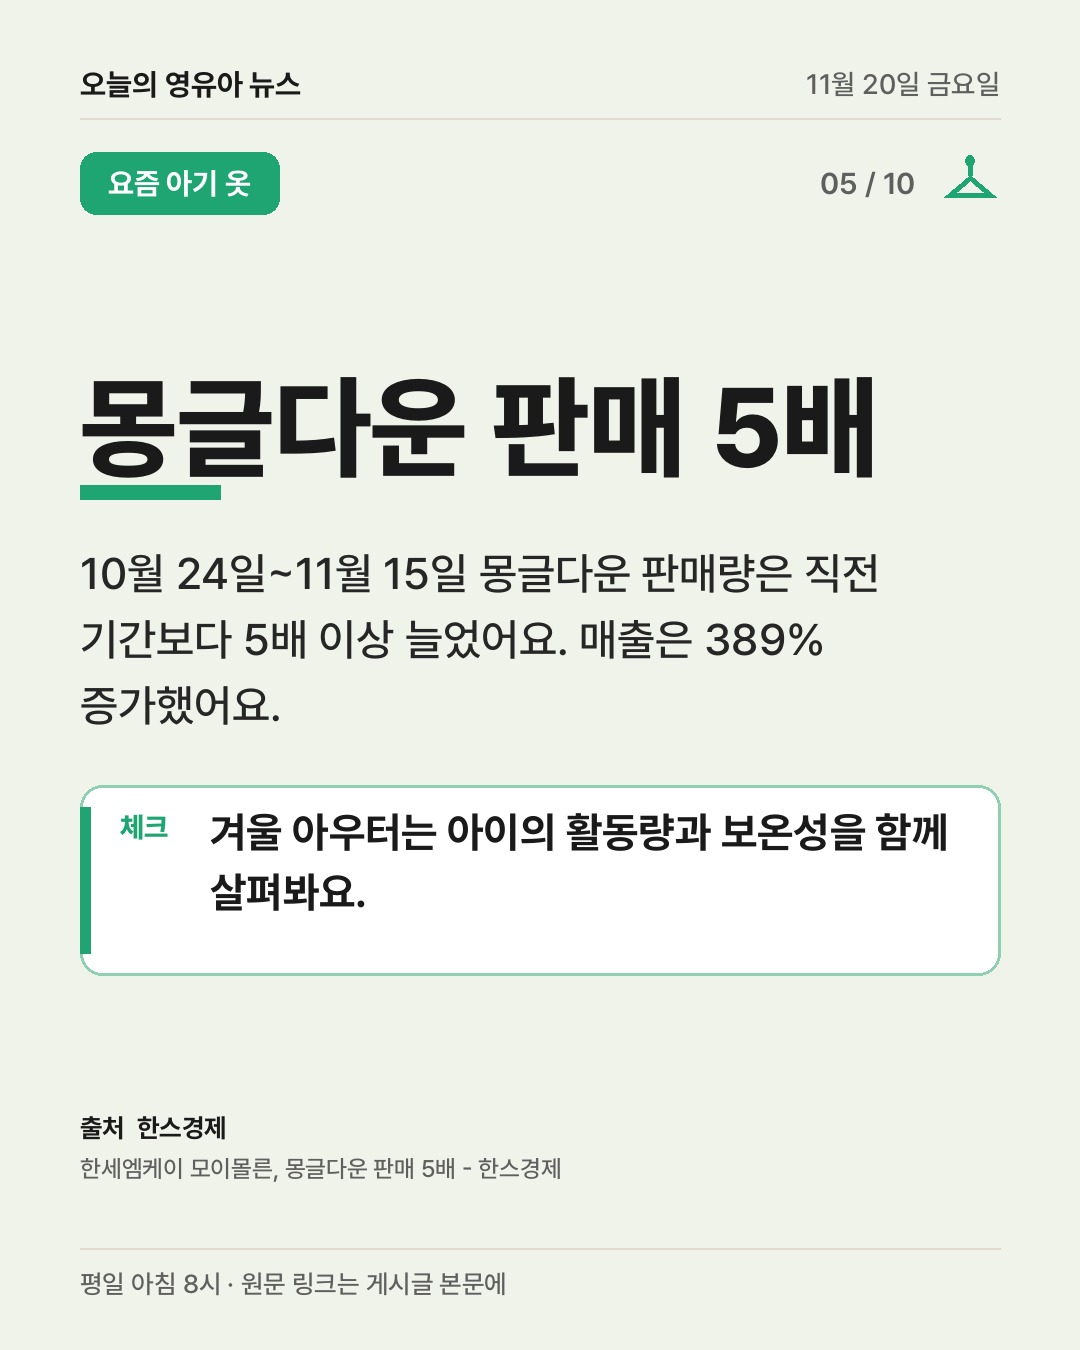 오늘의 영유아 뉴스
11월 20일 금요일
요즘 아기 옷
05 / 10
몽글다운 판매 5배
10월 24일~11월 15일 몽글다운 판매량은 직전
기간보다 5배 이상 늘었어요. 매출은 389%
증가했어요.
체크
겨울 아우터는 아이의 활동량과 보온성을 함께
살펴봐요.
출처 한스경제
한세엠케이 모이몰른, 몽글다운 판매 5배 - 한스경제
평일 아침 8시 · 원문 링크는 게시글 본문에